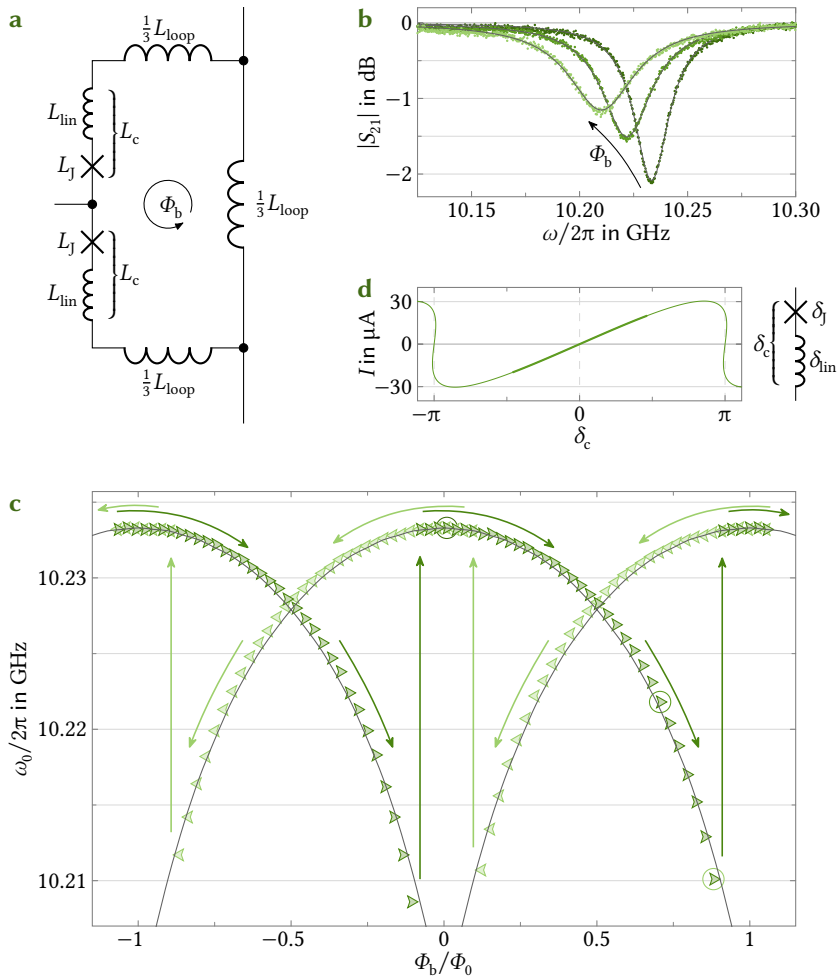 a
1/3 L_loop
L_lin
L_c
L_J
Φ_b
1/3 L_loop
L_J
L_c
L_lin
1/3 L_loop
b
|S_21| in dB
0
−1
−2
Φ_b
10.15
10.20
10.25
10.30
ω/2π in GHz
d
I in µA
30
0
−30
−π
0
π
δ_c
δ_c
δ_J
δ_lin
c
ω_0/2π in GHz
10.23
10.22
10.21
−1
−0.5
0
0.5
1
Φ_b/Φ_0